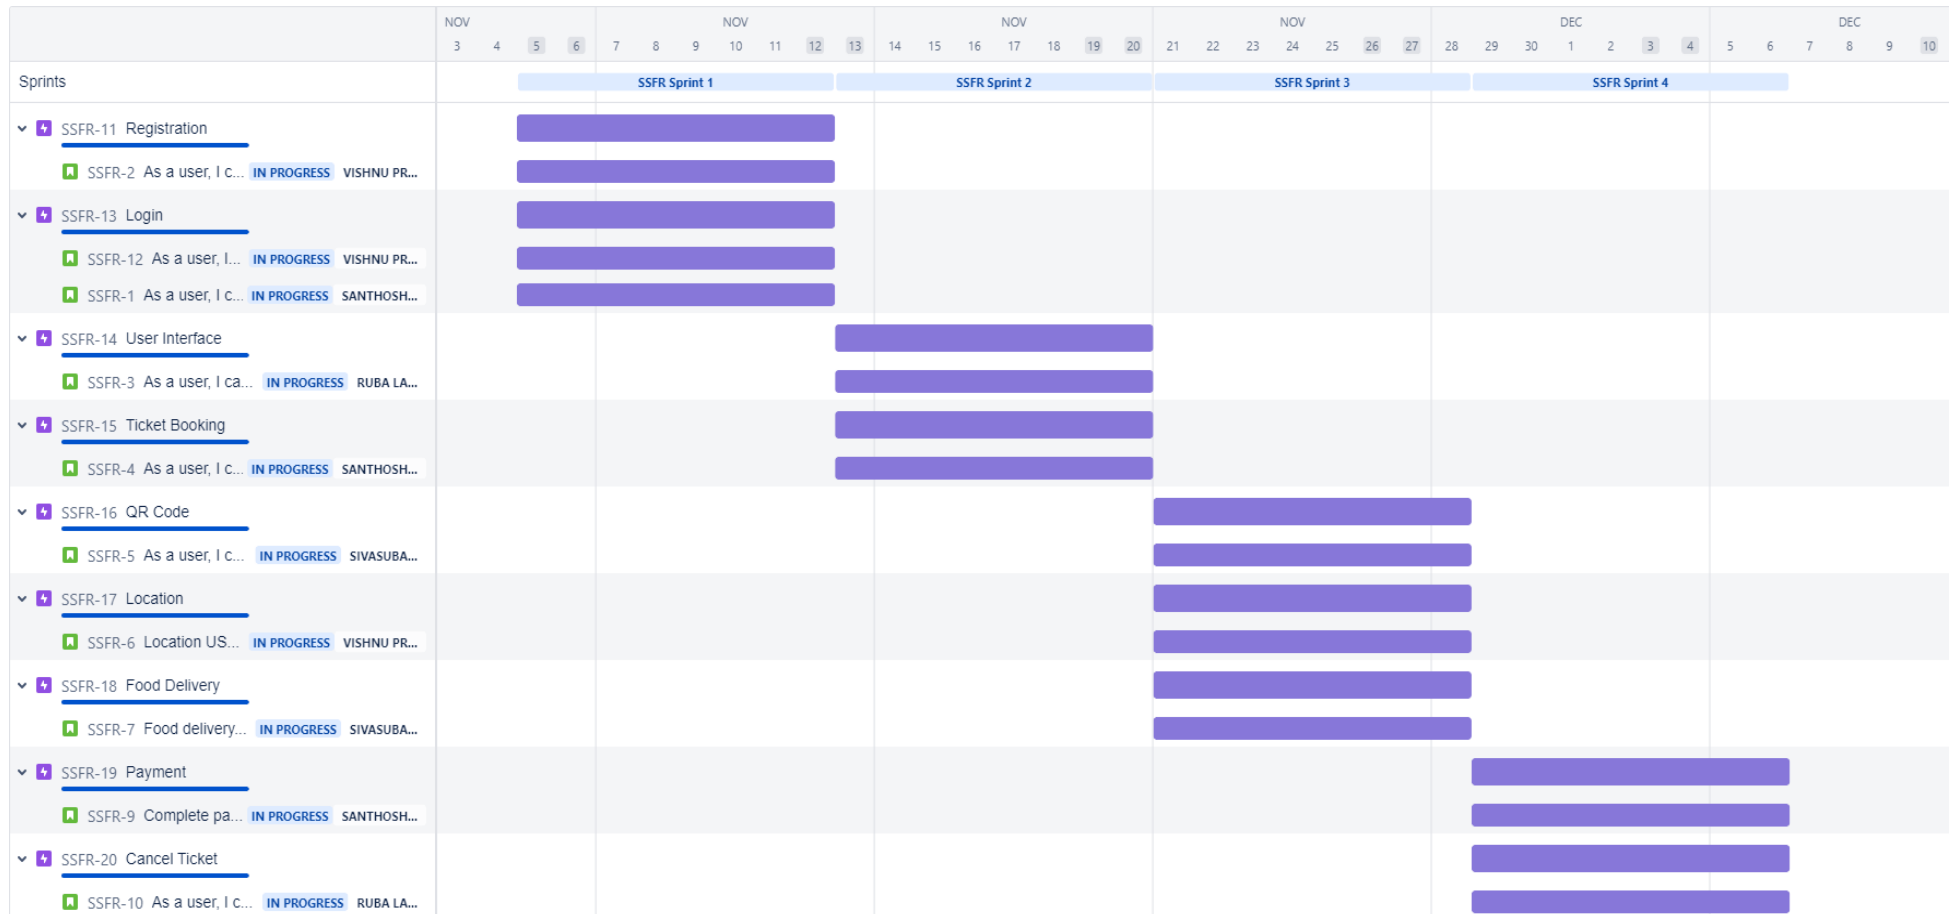 NOV NOV NOV NOV DEC DEC
3 4 5 6 7 8 9 10 11 12 13 14 15 16 17 18 19 20 21 22 23 24 25 26 27 28 29 30 1 2 3 4 5 6 7 8 9 10
Sprints SSFR Sprint 1 SSFR Sprint 2 SSFR Sprint 3 SSFR Sprint 4
SSFR-11 Registration
SSFR-2 As a user, I c... IN PROGRESS VISHNU PR...
SSFR-13 Login
SSFR-12 As a user, I... IN PROGRESS VISHNU PR...
SSFR-1 As a user, I c... IN PROGRESS SANTHOSH...
SSFR-14 User Interface
SSFR-3 As a user, I ca... IN PROGRESS RUBA LA...
SSFR-15 Ticket Booking
SSFR-4 As a user, I c... IN PROGRESS SANTHOSH...
SSFR-16 QR Code
SSFR-5 As a user, I c... IN PROGRESS SIVASUBA...
SSFR-17 Location
SSFR-6 Location US... IN PROGRESS VISHNU PR...
SSFR-18 Food Delivery
SSFR-7 Food delivery... IN PROGRESS SIVASUBA...
SSFR-19 Payment
SSFR-9 Complete pa... IN PROGRESS SANTHOSH...
SSFR-20 Cancel Ticket
SSFR-10 As a user, I c... IN PROGRESS RUBA LA...